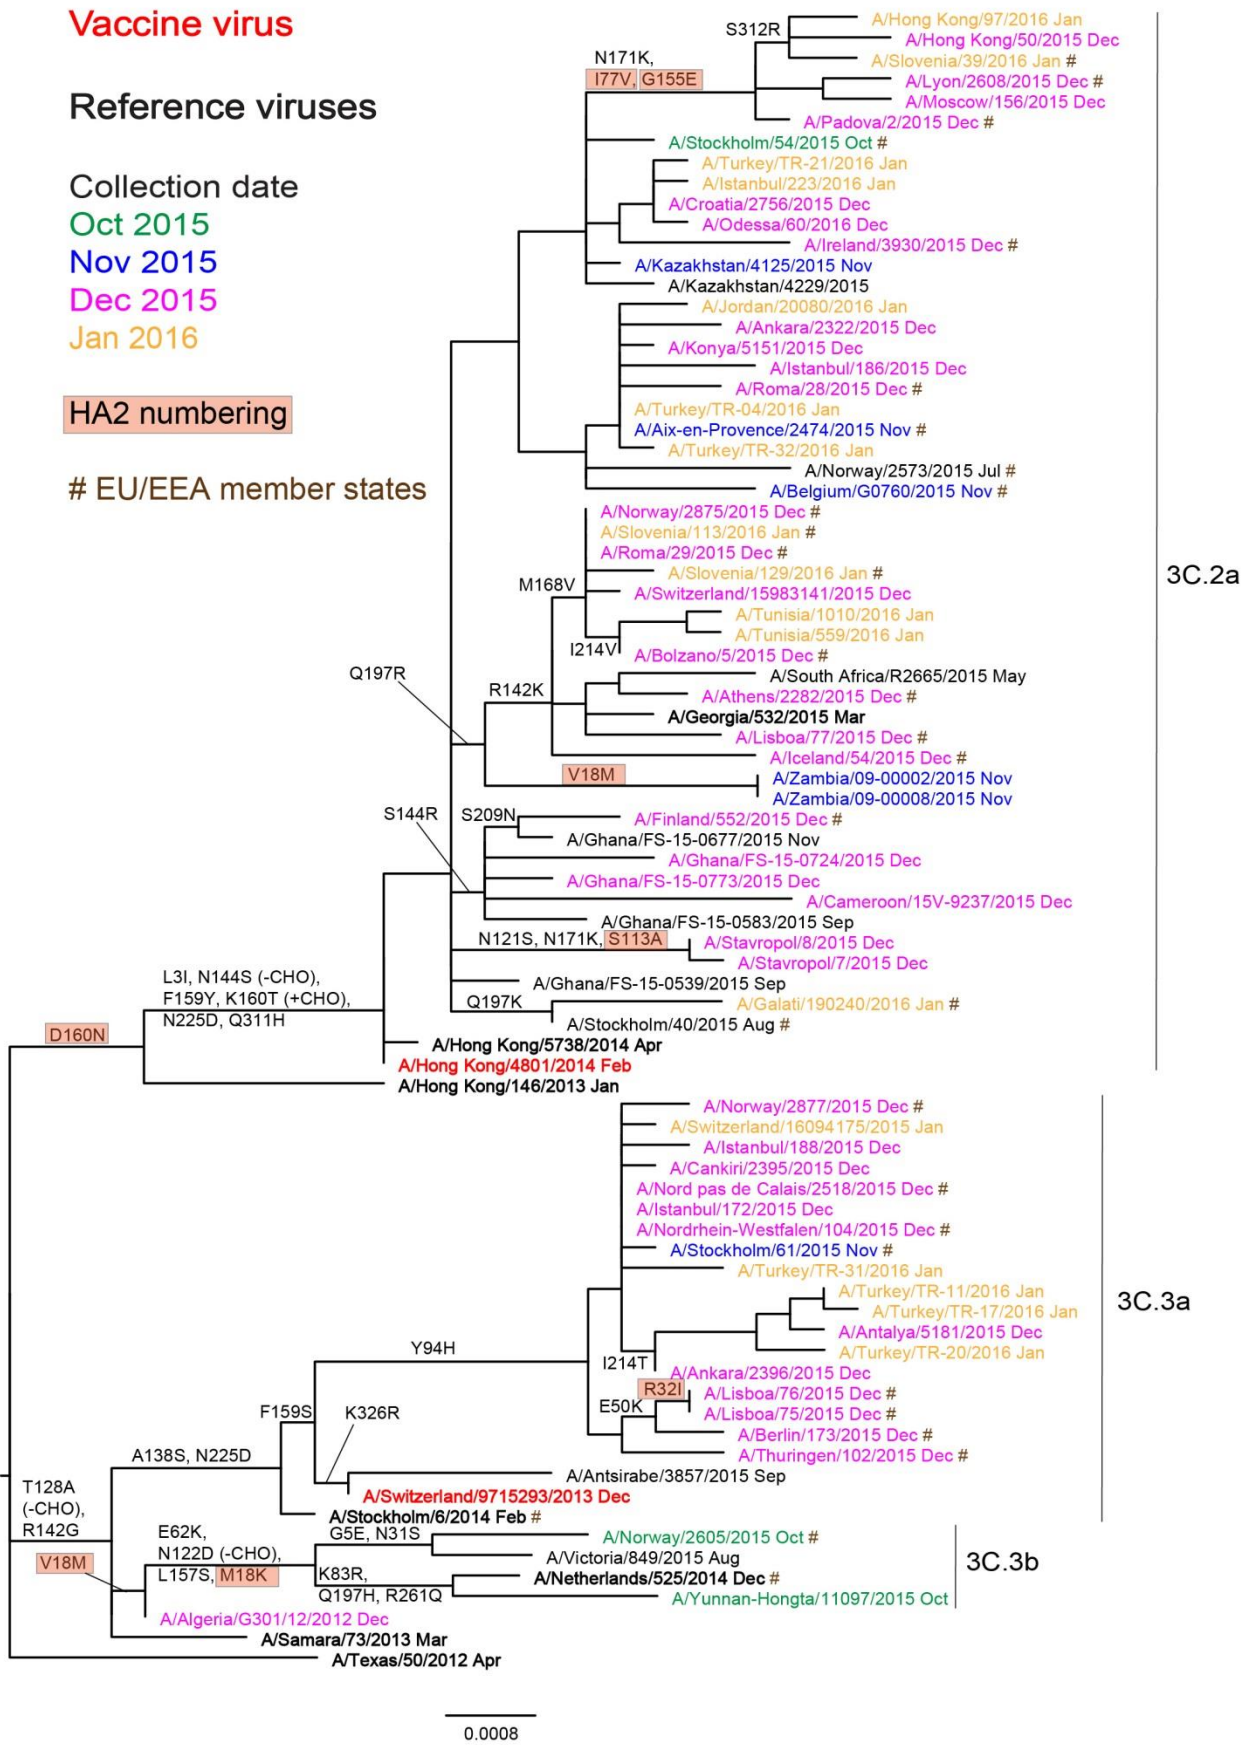 Vaccine virus
Reference viruses
Collection date
Oct 2015
Nov 2015
Dec 2015
Jan 2016
HA2 numbering
# EU/EEA member states
A/Hong Kong/97/2016 Jan
S312R
A/Hong Kong/50/2015 Dec
N171K,
A/Slovenia/39/2016 Jan #
I77V, G155E
A/Lyon/2608/2015 Dec #
A/Moscow/156/2015 Dec
A/Padova/2/2015 Dec #
A/Stockholm/54/2015 Oct #
A/Turkey/TR-21/2016 Jan
A/Istanbul/223/2016 Jan
A/Croatia/2756/2015 Dec
A/Odessa/60/2016 Dec
A/Ireland/3930/2015 Dec #
A/Kazakhstan/4125/2015 Nov
A/Kazakhstan/4229/2015
A/Jordan/20080/2016 Jan
A/Ankara/2322/2015 Dec
A/Konya/5151/2015 Dec
A/Istanbul/186/2015 Dec
A/Roma/28/2015 Dec #
A/Turkey/TR-04/2016 Jan
A/Aix-en-Provence/2474/2015 Nov #
A/Turkey/TR-32/2016 Jan
A/Norway/2573/2015 Jul #
A/Belgium/G0760/2015 Nov #
A/Norway/2875/2015 Dec #
A/Slovenia/113/2016 Jan #
A/Roma/29/2015 Dec #
A/Slovenia/129/2016 Jan #
3C.2a
M168V
A/Switzerland/15983141/2015 Dec
A/Tunisia/1010/2016 Jan
A/Tunisia/559/2016 Jan
I214V
A/Bolzano/5/2015 Dec #
Q197R
A/South Africa/R2665/2015 May
R142K
A/Athens/2282/2015 Dec #
A/Georgia/532/2015 Mar
A/Lisboa/77/2015 Dec #
A/Iceland/54/2015 Dec #
V18M
A/Zambia/09-00002/2015 Nov
A/Zambia/09-00008/2015 Nov
S144R
S209N
A/Finland/552/2015 Dec #
A/Ghana/FS-15-0677/2015 Nov
A/Ghana/FS-15-0724/2015 Dec
A/Ghana/FS-15-0773/2015 Dec
A/Cameroon/15V-9237/2015 Dec
A/Ghana/FS-15-0583/2015 Sep
N121S, N171K, S113A
A/Stavropol/8/2015 Dec
A/Stavropol/7/2015 Dec
L3I, N144S (-CHO),
F159Y, K160T (+CHO),
N225D, Q311H
A/Ghana/FS-15-0539/2015 Sep
Q197K
A/Galati/190240/2016 Jan #
A/Stockholm/40/2015 Aug #
D160N
A/Hong Kong/5738/2014 Apr
A/Hong Kong/4801/2014 Feb
A/Hong Kong/146/2013 Jan
A/Norway/2877/2015 Dec #
A/Switzerland/16094175/2015 Jan
A/Istanbul/188/2015 Dec
A/Cankiri/2395/2015 Dec
A/Nord pas de Calais/2518/2015 Dec #
A/Istanbul/172/2015 Dec
A/Nordrhein-Westfalen/104/2015 Dec #
A/Stockholm/61/2015 Nov #
A/Turkey/TR-31/2016 Jan
A/Turkey/TR-11/2016 Jan
3C.3a
A/Turkey/TR-17/2016 Jan
A/Antalya/5181/2015 Dec
A/Turkey/TR-20/2016 Jan
Y94H
I214T
A/Ankara/2396/2015 Dec
R32I
A/Lisboa/76/2015 Dec #
E50K
A/Lisboa/75/2015 Dec #
F159S
K326R
A/Berlin/173/2015 Dec #
A/Thuringen/102/2015 Dec #
A138S, N225D
A/Antsirabe/3857/2015 Sep
A/Switzerland/9715293/2013 Dec
T128A
(-CHO),
R142G
A/Stockholm/6/2014 Feb #
E62K,
N122D (-CHO),
L157S, M18K
G5E, N31S
A/Norway/2605/2015 Oct #
A/Victoria/849/2015 Aug
3C.3b
V18M
K83R,
Q197H, R261Q
A/Netherlands/525/2014 Dec #
A/Yunnan-Hongta/11097/2015 Oct
A/Algeria/G301/12/2012 Dec
A/Samara/73/2013 Mar
A/Texas/50/2012 Apr
0.0008